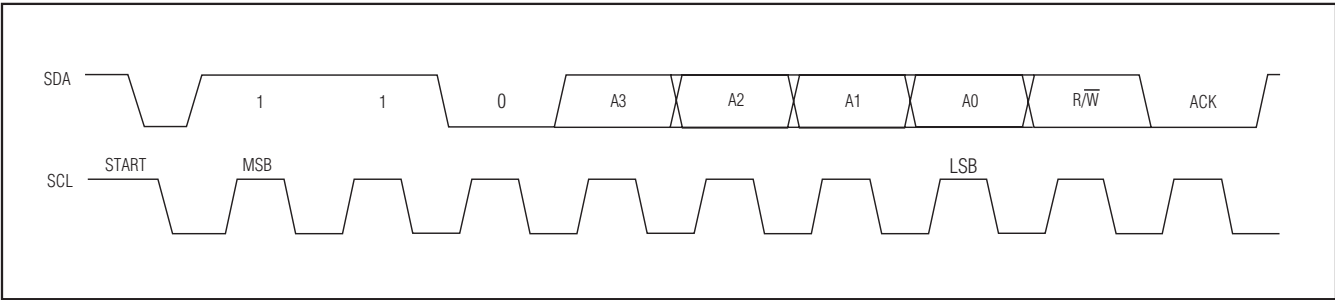 SDA 1 1 0 A3 A2 A1 A0 R/W̅ ACK
START MSB LSB
SCL